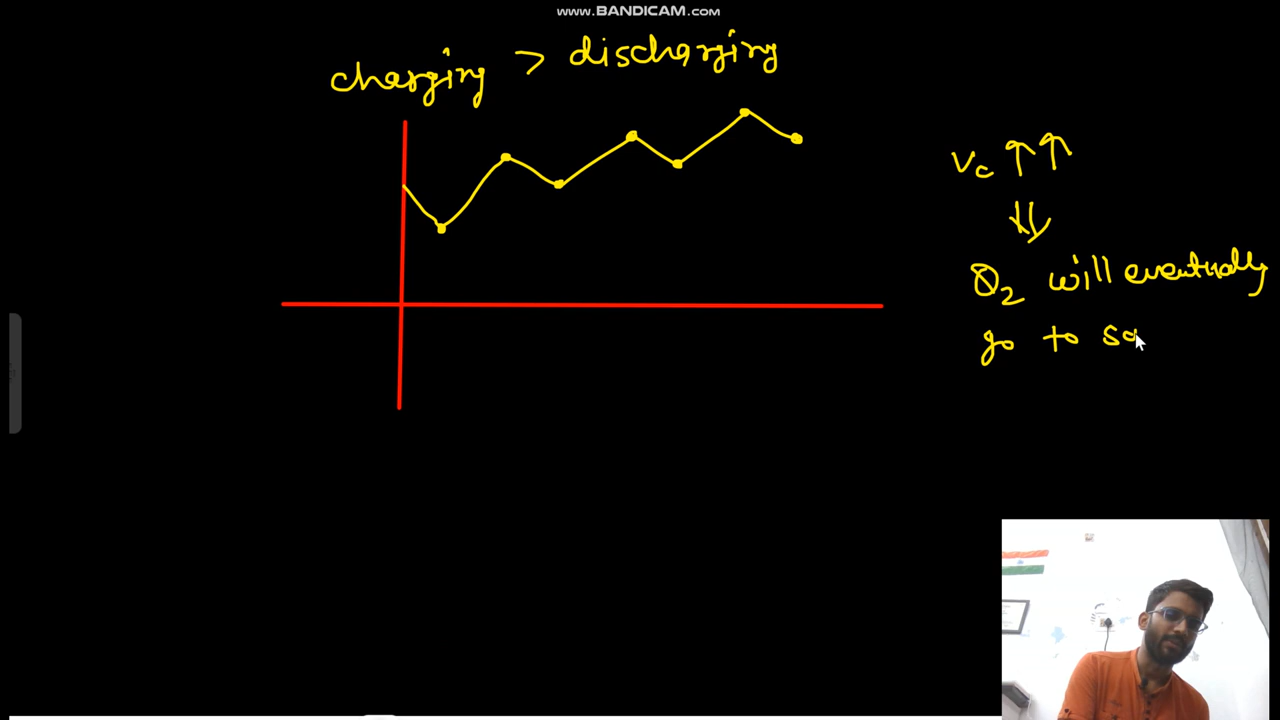 www.BANDICAM.com
charging > discharging
Vc ↑↑
⇓
Q2 will eventually
go to sa